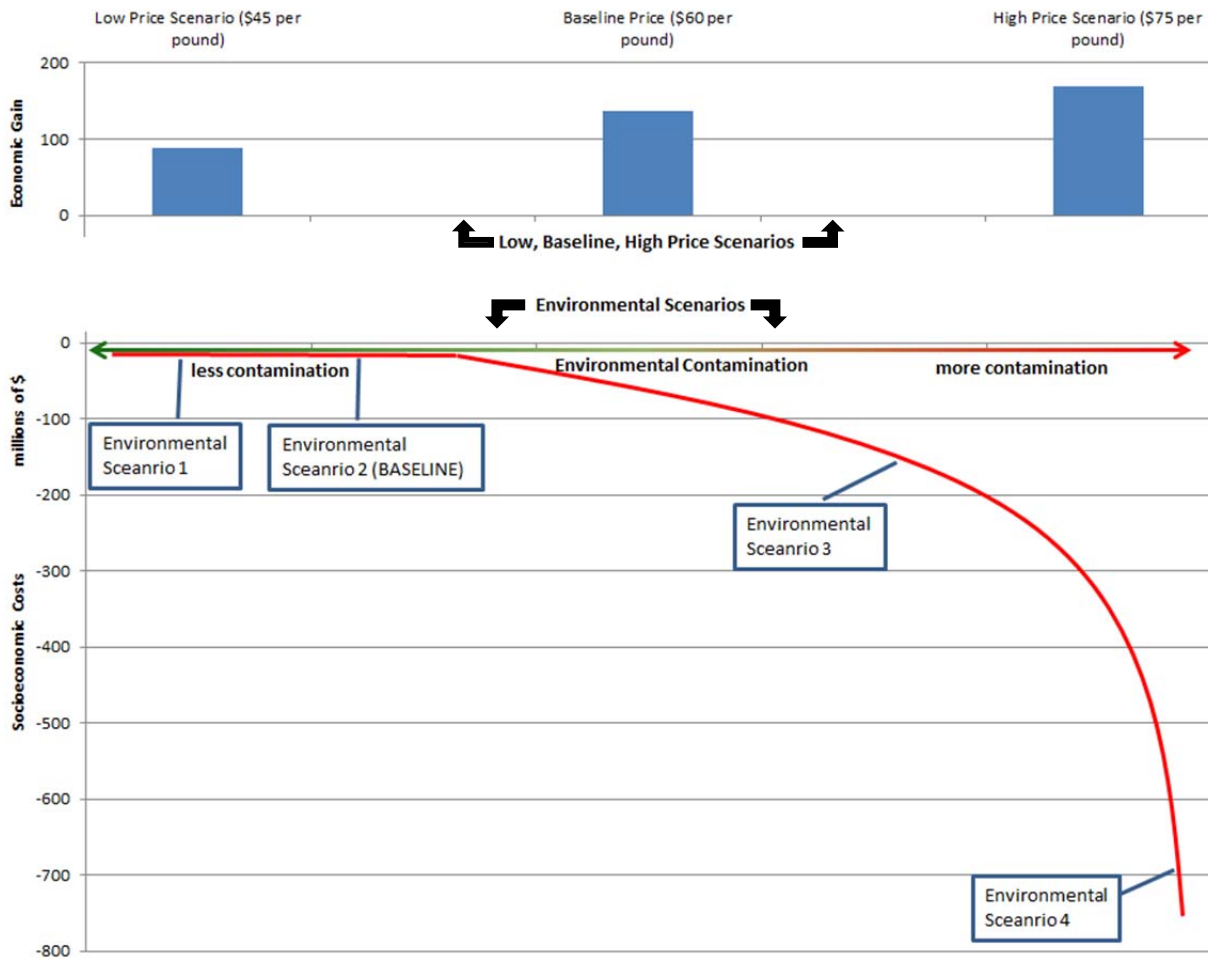 Low Price Scenario ($45 per
pound)
Baseline Price ($60 per
pound)
High Price Scenario ($75 per
pound)
Economic Gain
200
100
0
Low, Baseline, High Price Scenarios
Environmental Scenarios
millions of $
Socioeconomic Costs
0
-100
-200
-300
-400
-500
-600
-700
-800
less contamination
Environmental Contamination
more contamination
Environmental
Sceanrio 1
Environmental
Sceanrio 2 (BASELINE)
Environmental
Sceanrio 3
Environmental
Sceanrio 4